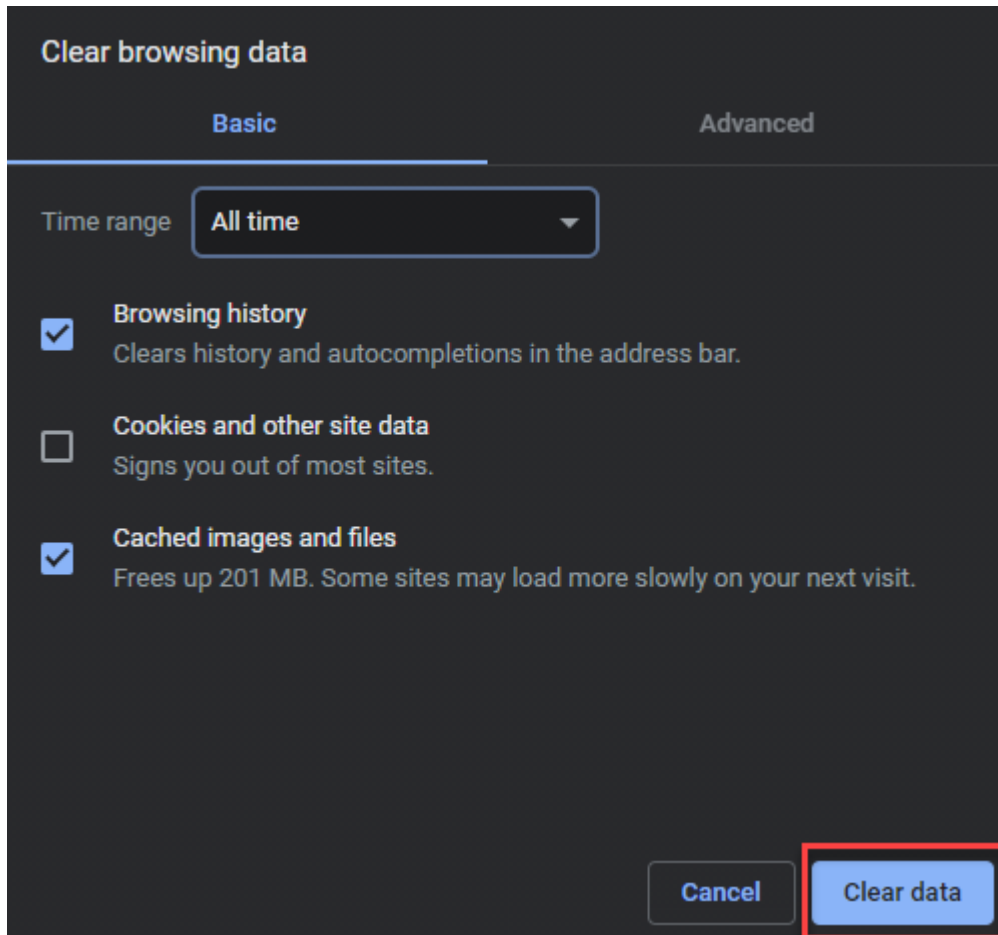 Clear browsing data
Basic
Advanced
Time range
All time
Browsing history
Clears history and autocompletions in the address bar.
Cookies and other site data
Signs you out of most sites.
Cached images and files
Frees up 201 MB. Some sites may load more slowly on your next visit.
Cancel
Clear data